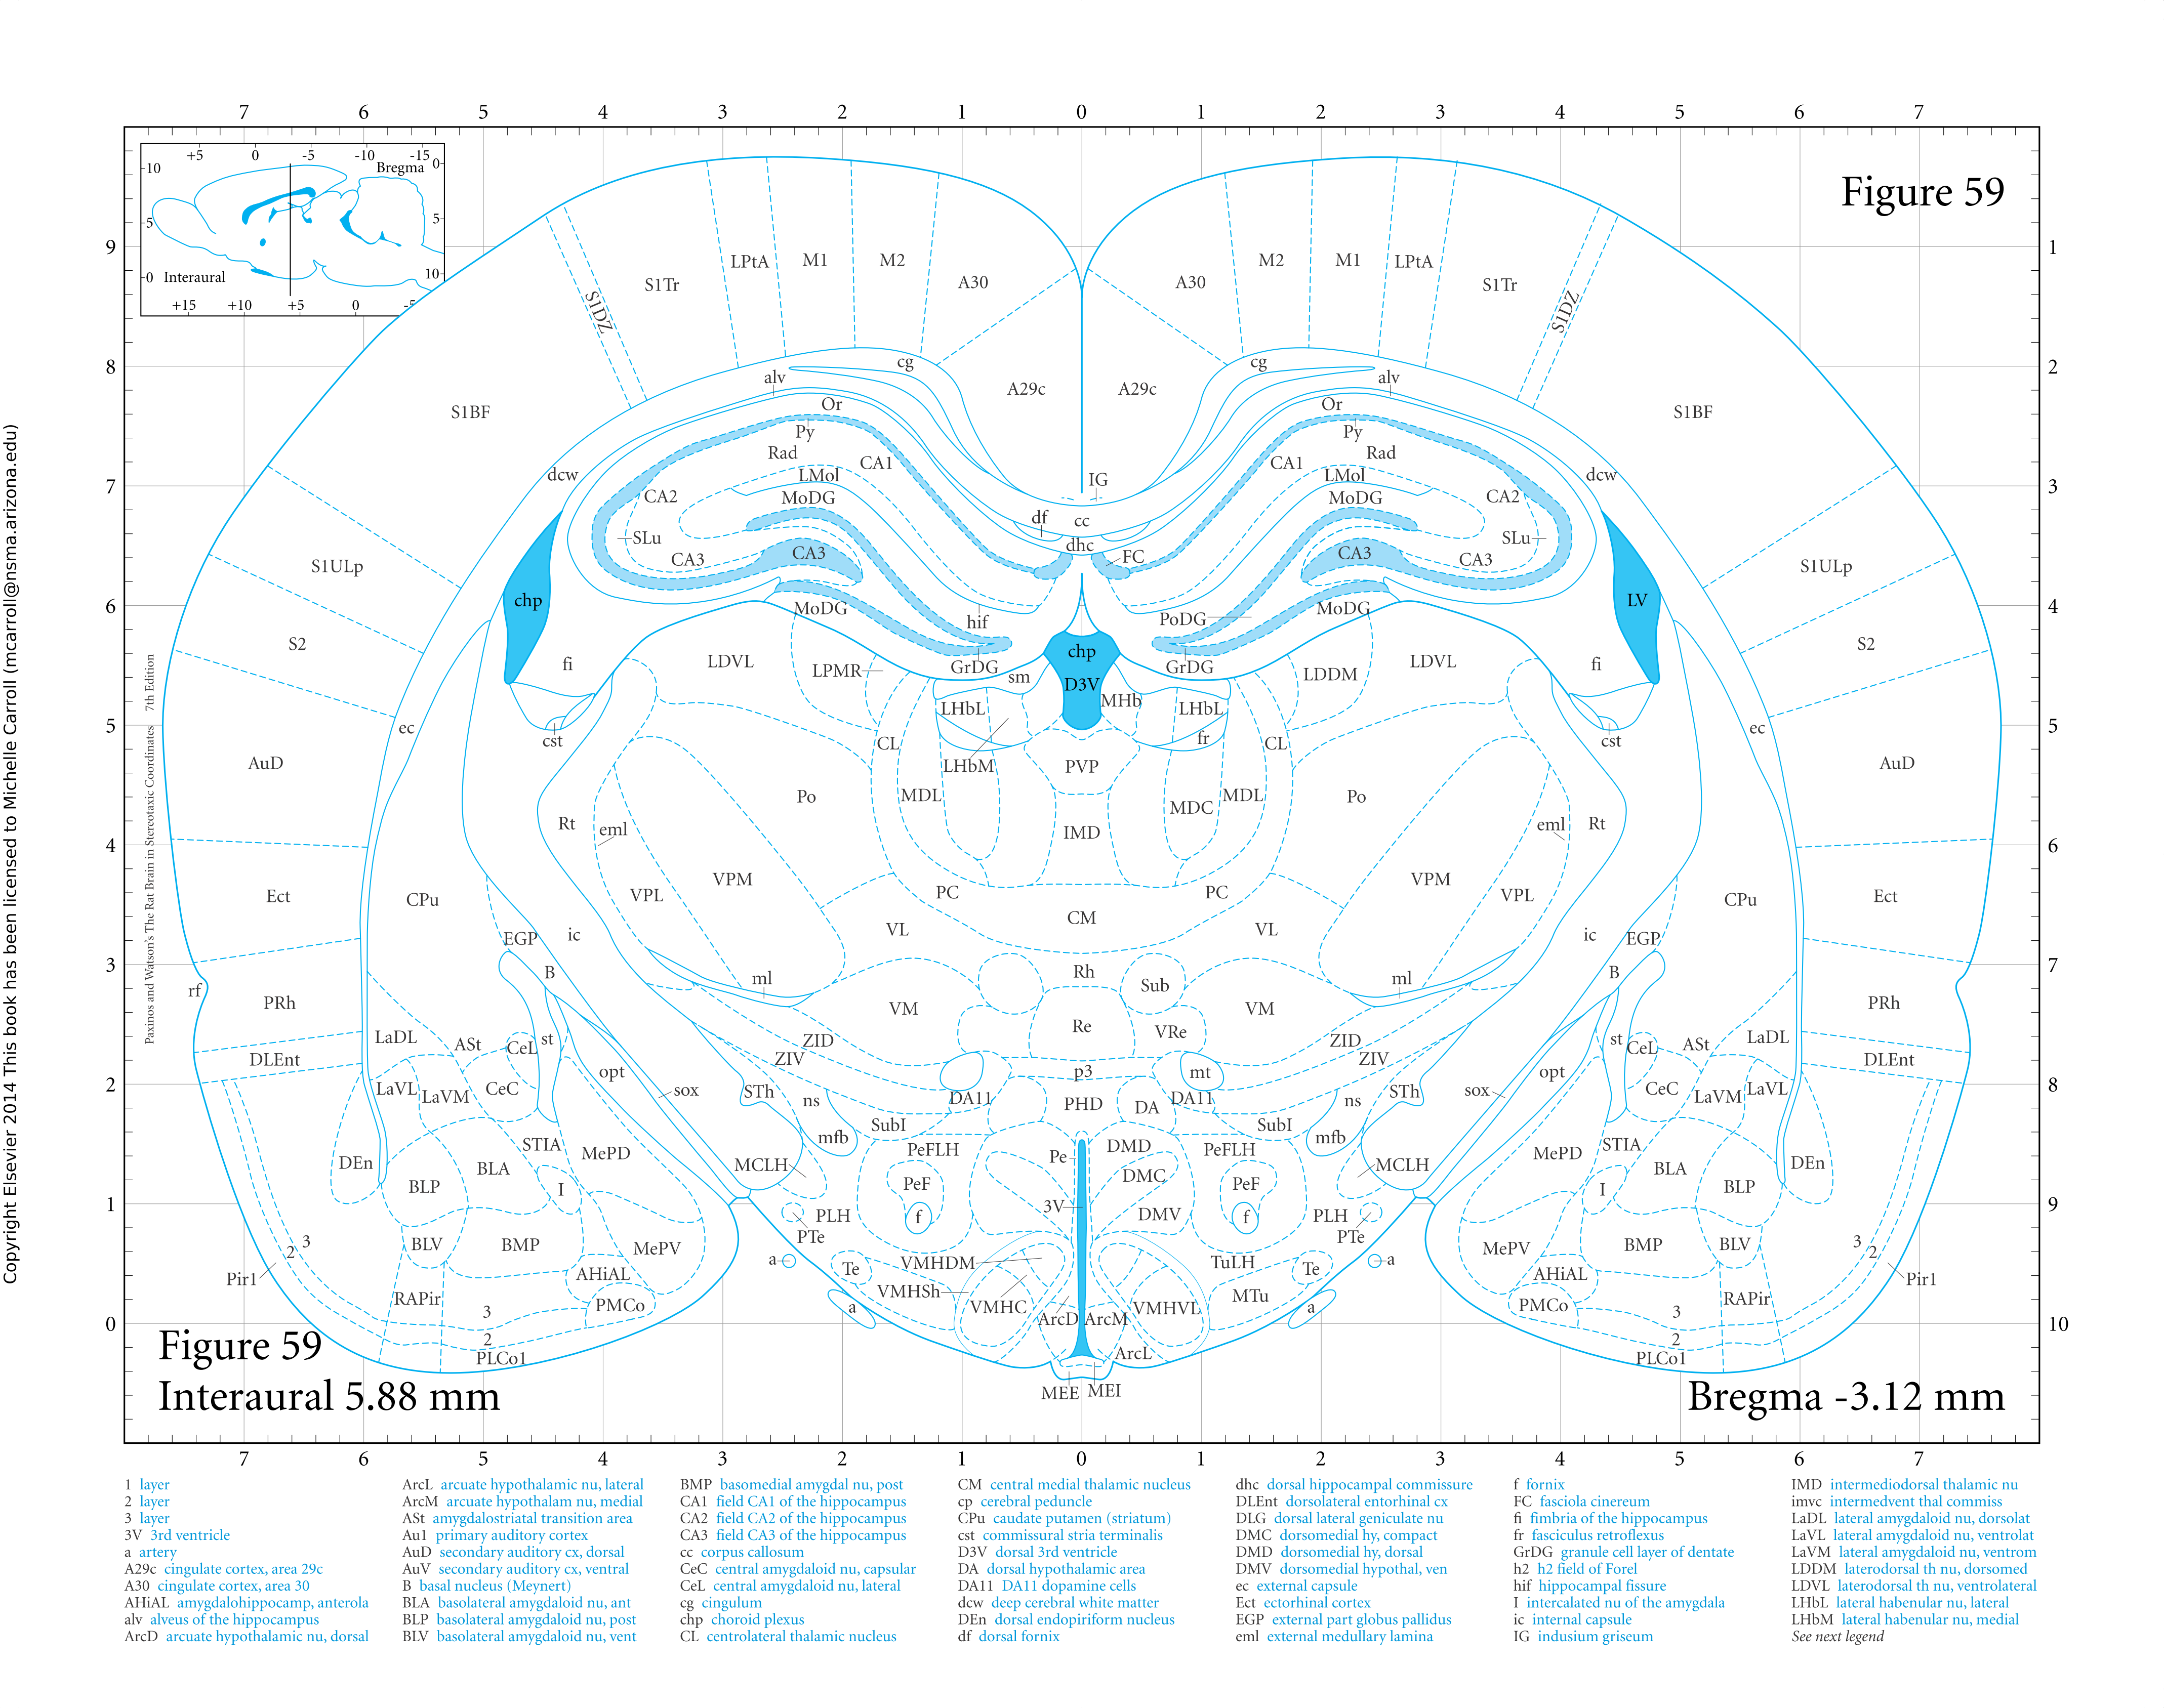 7 6 5 4 3 2 1 0 1 2 3 4 5 6 7
+5 0 -5 -10 -15
10 Bregma 0
5 5
0 Interaural 10
+15 +10 +5 0 -5
Figure 59
9 1
8 2
7 3
6 4
5 5
4 6
3 7
2 8
1 9
0 10
S1DZ S1Tr LPtA M1 M2 A30 A30 M2 M1 LPtA S1Tr S1DZ
cg cg
alv A29c A29c alv
S1BF Or Or S1BF
Py Py
Rad CA1 CA1 Rad
dcw LMol IG LMol dcw
CA2 MoDG MoDG CA2
df cc
SLu SLu
CA3 CA3 dhc FC CA3 CA3
S1ULp S1ULp
chp MoDG hif PoDG MoDG LV
S2 chp S2
fi LDVL LPMR GrDG sm GrDG LDDM LDVL fi
D3V
LHbL MHb LHbL
ec cst CL fr CL cst ec
AuD LHbM PVP AuD
Po MDL MDC MDL Po
Rt eml IMD eml Rt
VPM VPM
Ect CPu VPL PC PC VPL CPu Ect
CM
EGP ic VL VL ic EGP
B ml Rh ml B
rf PRh Sub PRh
VM VM
LaDL ASt CeL st ZID Re VRe ZID st CeL ASt LaDL
DLEnt ZIV ZIV DLEnt
opt p3 mt opt
LaVL LaVM CeC sox STh DA11 DA11 STh sox CeC LaVM LaVL
ns PHD DA ns
SubI SubI
STIA mfb DMD mfb STIA
MePD PeFLH Pe PeFLH MePD
DEn BLA MCLH DMC MCLH BLA DEn
BLP I PeF PeF I BLP
3V
PLH f DMV f PLH
PTe PTe
BLV BMP MePV MePV BMP BLV
2 3 a VMHDM TuLH a 3 2
Te Te
Pir1 AHiAL AHiAL Pir1
VMHSh MTu
RAPir PMCo VMHC VMHVL PMCo RAPir
3 a ArcD ArcM a 3
2 2
PLCo1 ArcL PLCo1
MEE MEI
Figure 59
Interaural 5.88 mm
Bregma -3.12 mm
7 6 5 4 3 2 1 0 1 2 3 4 5 6 7
Paxinos and Watson's The Rat Brain in Stereotaxic Coordinates 7th Edition
Copyright Elsevier 2014 This book has been licensed to Michelle Carroll (mcarroll@nsma.arizona.edu)
1 layer
2 layer
3 layer
3V 3rd ventricle
a artery
A29c cingulate cortex, area 29c
A30 cingulate cortex, area 30
AHiAL amygdalohippocamp, anterola
alv alveus of the hippocampus
ArcD arcuate hypothalamic nu, dorsal
ArcL arcuate hypothalamic nu, lateral
ArcM arcuate hypothalam nu, medial
ASt amygdalostriatal transition area
Au1 primary auditory cortex
AuD secondary auditory cx, dorsal
AuV secondary auditory cx, ventral
B basal nucleus (Meynert)
BLA basolateral amygdaloid nu, ant
BLP basolateral amygdaloid nu, post
BLV basolateral amygdaloid nu, vent
BMP basomedial amygdal nu, post
CA1 field CA1 of the hippocampus
CA2 field CA2 of the hippocampus
CA3 field CA3 of the hippocampus
cc corpus callosum
CeC central amygdaloid nu, capsular
CeL central amygdaloid nu, lateral
cg cingulum
chp choroid plexus
CL centrolateral thalamic nucleus
CM central medial thalamic nucleus
cp cerebral peduncle
CPu caudate putamen (striatum)
cst commissural stria terminalis
D3V dorsal 3rd ventricle
DA dorsal hypothalamic area
DA11 DA11 dopamine cells
dcw deep cerebral white matter
DEn dorsal endopiriform nucleus
df dorsal fornix
dhc dorsal hippocampal commissure
DLEnt dorsolateral entorhinal cx
DLG dorsal lateral geniculate nu
DMC dorsomedial hy, compact
DMD dorsomedial hy, dorsal
DMV dorsomedial hypothal, ven
ec external capsule
Ect ectorhinal cortex
EGP external part globus pallidus
eml external medullary lamina
f fornix
FC fasciola cinereum
fi fimbria of the hippocampus
fr fasciculus retroflexus
GrDG granule cell layer of dentate
h2 h2 field of Forel
hif hippocampal fissure
I intercalated nu of the amygdala
ic internal capsule
IG indusium griseum
IMD intermediodorsal thalamic nu
imvc intermedvent thal commiss
LaDL lateral amygdaloid nu, dorsolat
LaVL lateral amygdaloid nu, ventrolat
LaVM lateral amygdaloid nu, ventrom
LDDM laterodorsal th nu, dorsomed
LDVL laterodorsal th nu, ventrolateral
LHbL lateral habenular nu, lateral
LHbM lateral habenular nu, medial
See next legend